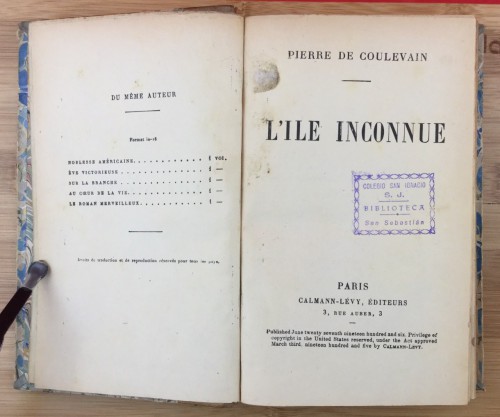 DU MÊME AUTEUR
Format in-18
NOBLESSE AMÉRICAINE. . . . . . . . . . . 1 vol.
ÈVE VICTORIEUSE . . . . . . . . . . . . 1 —
SUR LA BRANCHE . . . . . . . . . . . . 1 —
AU CŒUR DE LA VIE. . . . . . . . . . . 1 —
LE ROMAN MERVEILLEUX. . . . . . . . . . 1 —
Droits de traduction et de reproduction réservés pour tous les pays.
PIERRE DE COULEVAIN
L'ILE INCONNUE
COLEGIO SAN IGNACIO
S. J.
BIBLIOTECA
San Sebastián
PARIS
CALMANN-LÉVY, ÉDITEURS
3, RUE AUBER, 3
Published June twenty seventh nineteen hundred and six. Privilege of
copyright in the United States reserved, under the Act approved
March third, nineteen hundred and five by CALMANN-LÉVY.